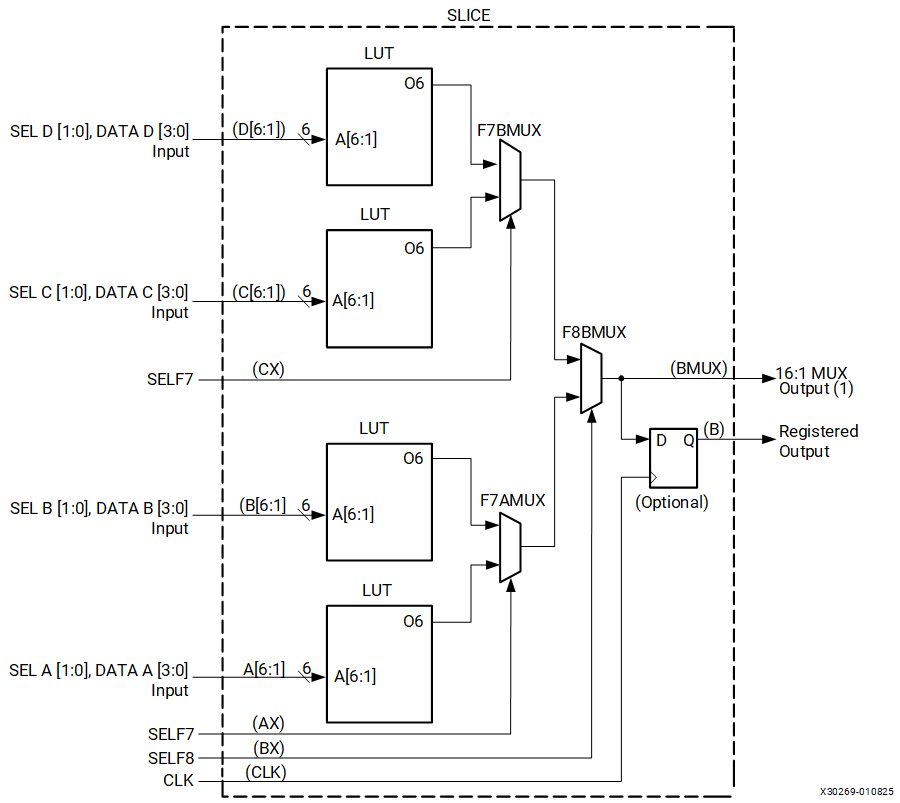 SLICE
LUT
O6
SEL D [1:0], DATA D [3:0]
Input
(D[6:1])
6
A[6:1]
F7BMUX
LUT
O6
SEL C [1:0], DATA C [3:0]
Input
(C[6:1])
6
A[6:1]
F8BMUX
SELF7
(CX)
(BMUX)
16:1 MUX
Output (1)
LUT
O6
(B)
D
Q
Registered
Output
(Optional)
SEL B [1:0], DATA B [3:0]
Input
(B[6:1]
6
A[6:1]
F7AMUX
LUT
O6
SEL A [1:0], DATA A [3:0]
Input
A[6:1]
6
A[6:1]
SELF7
(AX)
SELF8
(BX)
CLK
(CLK)
X30269-010825